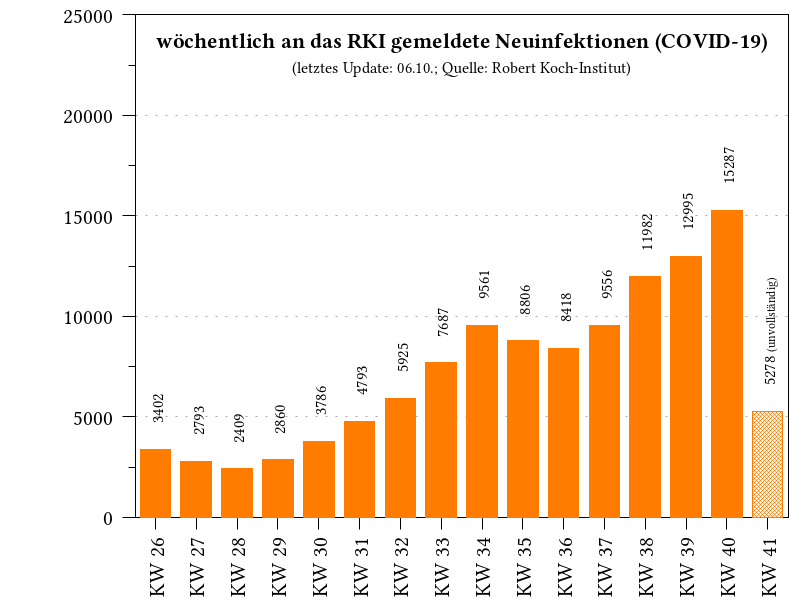 wöchentlich an das RKI gemeldete Neuinfektionen (COVID-19)
(letztes Update: 06.10.; Quelle: Robert Koch-Institut)
25000
20000
15000
10000
5000
0
3402
2793
2409
2860
3786
4793
5925
7687
9561
8806
8418
9556
11982
12995
15287
5278 (unvollständig)
KW 26
KW 27
KW 28
KW 29
KW 30
KW 31
KW 32
KW 33
KW 34
KW 35
KW 36
KW 37
KW 38
KW 39
KW 40
KW 41